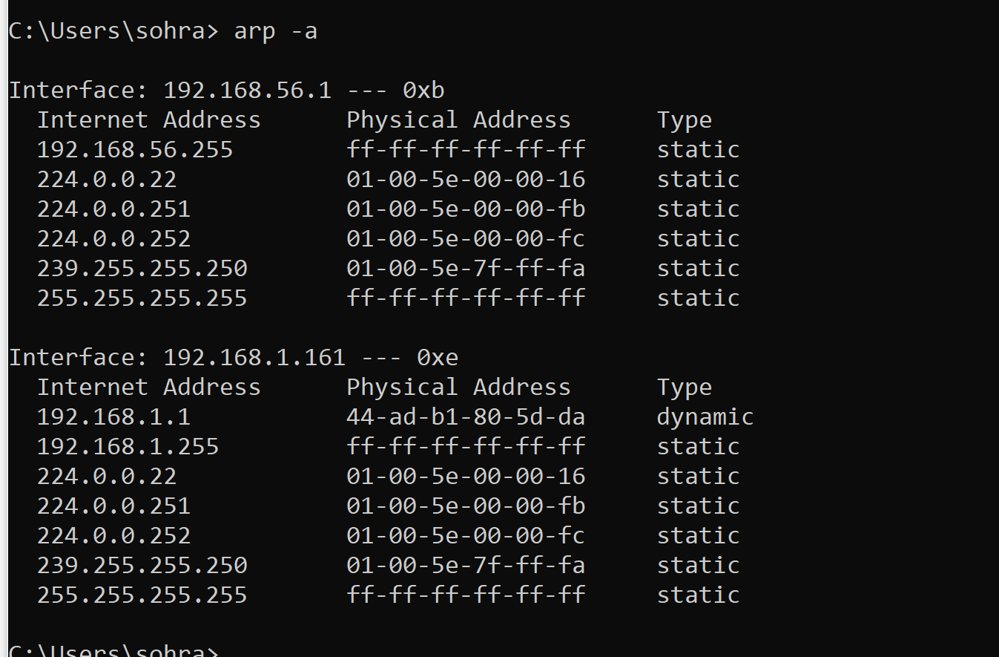 C:\Users\sohra> arp -a
Interface: 192.168.56.1 --- 0xb
Internet Address Physical Address Type
192.168.56.255 ff-ff-ff-ff-ff-ff static
224.0.0.22 01-00-5e-00-00-16 static
224.0.0.251 01-00-5e-00-00-fb static
224.0.0.252 01-00-5e-00-00-fc static
239.255.255.250 01-00-5e-7f-ff-fa static
255.255.255.255 ff-ff-ff-ff-ff-ff static
Interface: 192.168.1.161 --- 0xe
Internet Address Physical Address Type
192.168.1.1 44-ad-b1-80-5d-da dynamic
192.168.1.255 ff-ff-ff-ff-ff-ff static
224.0.0.22 01-00-5e-00-00-16 static
224.0.0.251 01-00-5e-00-00-fb static
224.0.0.252 01-00-5e-00-00-fc static
239.255.255.250 01-00-5e-7f-ff-fa static
255.255.255.255 ff-ff-ff-ff-ff-ff static
C:\Users\sohra>